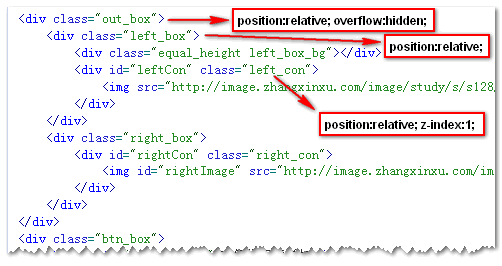 <div class="out_box">
position:relative; overflow:hidden;
<div class="left_box">
position:relative;
<div class="equal_height left_box_bg"></div>
<div id="leftCon" class="left_con">
<img src="http://image.zhangxinxu.com/image/study/s/s128/
</div>
position:relative; z-index:1;
</div>
<div class="right_box">
<div id="rightCon" class="right_con">
<img id="rightImage" src="http://image.zhangxinxu.com/im
</div>
</div>
</div>
<div class="btn_box">